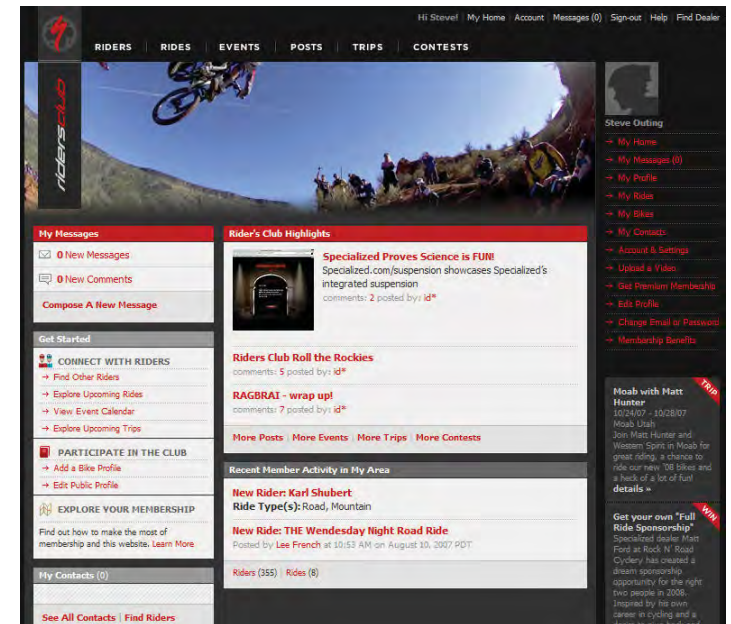 Hi Steve! | My Home | Account | Messages (0) | Sign-out | Help | Find Dealer
RIDERS | RIDES | EVENTS | POSTS | TRIPS | CONTESTS
ridersclub
My Messages
0 New Messages
0 New Comments
Compose A New Message
Get Started
CONNECT WITH RIDERS
→ Find Other Riders
→ Explore Upcoming Rides
→ View Event Calendar
→ Explore Upcoming Trips
PARTICIPATE IN THE CLUB
→ Add a Bike Profile
→ Edit Public Profile
EXPLORE YOUR MEMBERSHIP
Find out how to make the most of
membership and this website. Learn More
My Contacts (0)
See All Contacts | Find Riders
Rider's Club Highlights
Specialized Proves Science is FUN!
Specialized.com/suspension showcases Specialized's
integrated suspension
comments: 2 posted by: id*
Riders Club Roll the Rockies
comments: 5 posted by: id*
RAGBRAI - wrap up!
comments: 7 posted by: id*
More Posts | More Events | More Trips | More Contests
Recent Member Activity in My Area
New Rider: Karl Shubert
Ride Type(s): Road, Mountain
New Ride: THE Wendesday Night Road Ride
Posted by Lee French at 10:53 AM on August 10, 2007 PDT
Riders (355) | Rides (8)
Steve Outing
→ My Home
→ My Messages (0)
→ My Profile
→ My Rides
→ My Bikes
→ My Contacts
→ Account & Settings
→ Upload a Video
→ Get Premium Membership
→ Edit Profile
→ Change Email or Password
→ Membership Benefits
TRIP
Moab with Matt
Hunter
10/24/07 - 10/28/07
Moab Utah
Join Matt Hunter and
Western Spirit in Moab for
great riding, a chance to
ride our new '08 bikes and
a heck of a lot of fun!
details »
WIN
Get your own "Full
Ride Sponsorship"
Specialized dealer Matt
Ford at Rock N' Road
Cyclery has created a
dream sponsorship
opportunity for the right
two people in 2008.
Inspired by his own
career in cycling and a